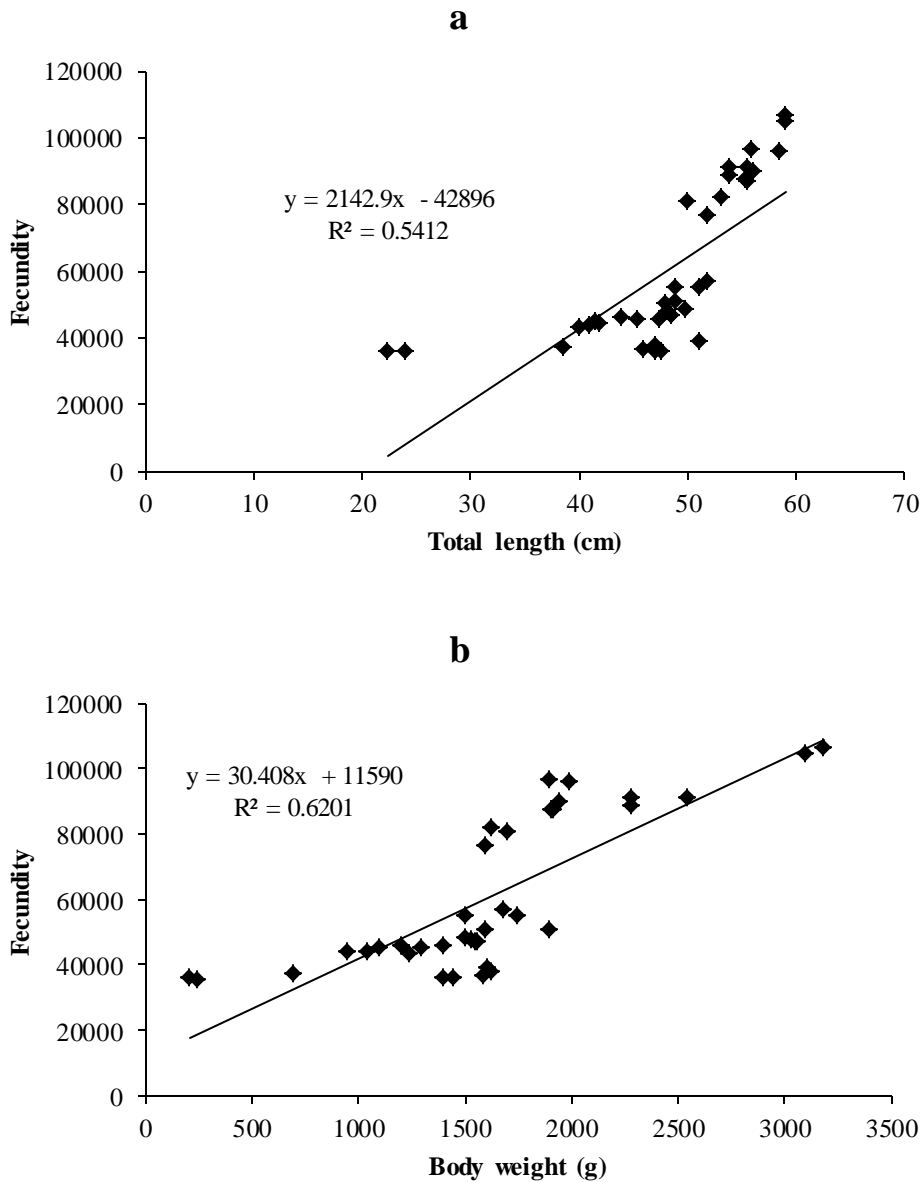 a
120000
100000
80000
60000
40000
20000
0
Fecundity
y = 2142.9x - 42896
R² = 0.5412
0 10 20 30 40 50 60 70
Total length (cm)
b
120000
100000
80000
60000
40000
20000
0
Fecundity
y = 30.408x + 11590
R² = 0.6201
0 500 1000 1500 2000 2500 3000 3500
Body weight (g)